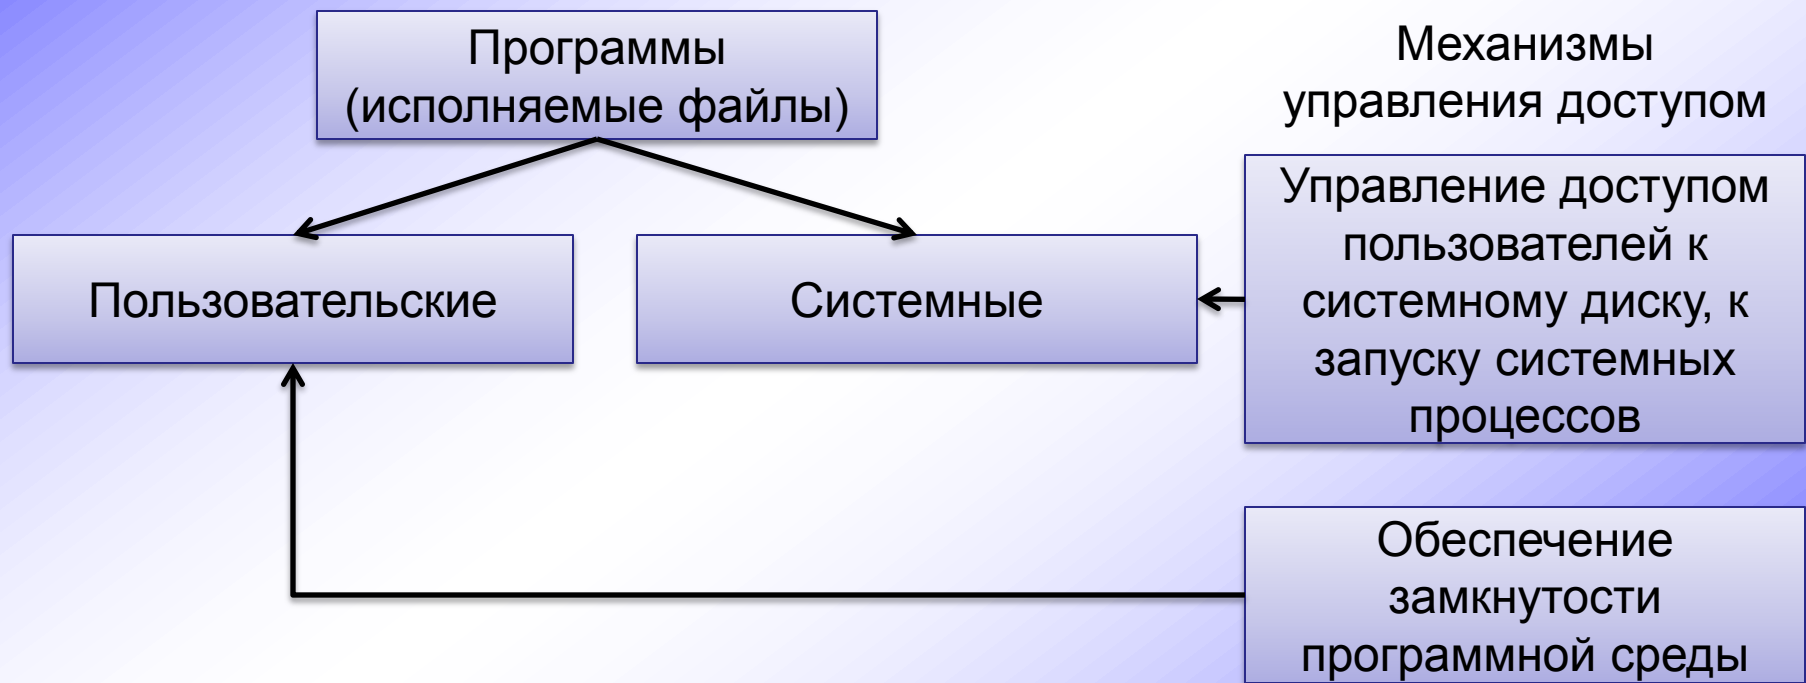 Программы
(исполняемые файлы)
Механизмы
управления доступом
Пользовательские
Системные
Управление доступом
пользователей к
системному диску, к
запуску системных
процессов
Обеспечение
замкнутости
программной среды